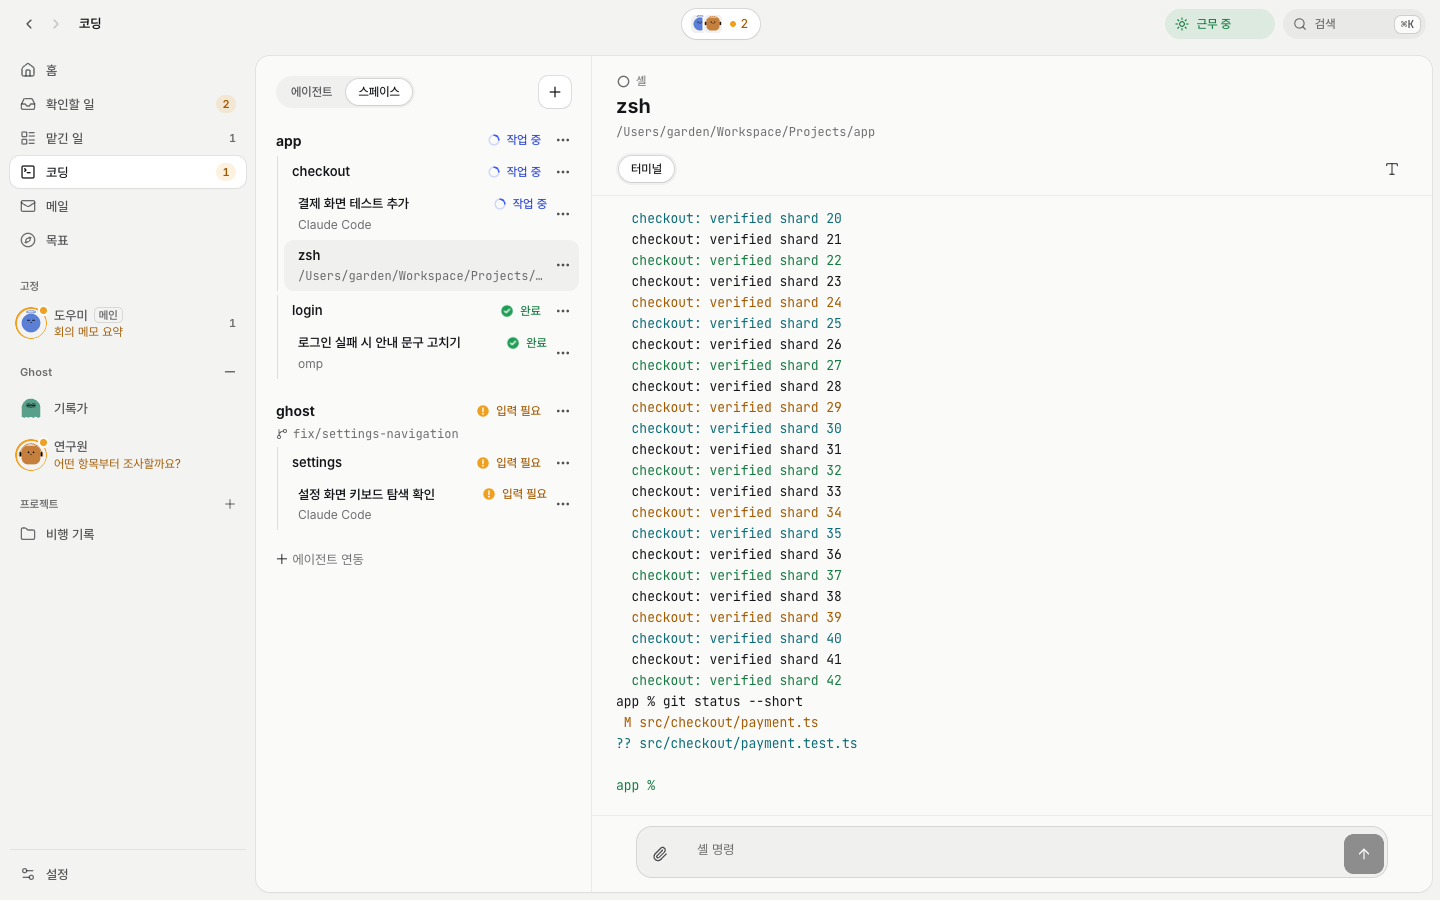 코딩
2
근무 중
검색
⌘K
홈
확인할 일
2
맡긴 일
1
코딩
1
메일
목표
고정
도우미
메인
회의 메모 요약
1
Ghost
기록가
연구원
어떤 항목부터 조사할까요?
프로젝트
비행 기록
설정
에이전트
스페이스
app
작업 중
checkout
작업 중
결제 화면 테스트 추가
작업 중
Claude Code
zsh
/Users/garden/Workspace/Projects/…
login
완료
로그인 실패 시 안내 문구 고치기
완료
omp
ghost
입력 필요
fix/settings-navigation
settings
입력 필요
설정 화면 키보드 탐색 확인
입력 필요
Claude Code
에이전트 연동
셸
zsh
/Users/garden/Workspace/Projects/app
터미널
checkout: verified shard 20
checkout: verified shard 21
checkout: verified shard 22
checkout: verified shard 23
checkout: verified shard 24
checkout: verified shard 25
checkout: verified shard 26
checkout: verified shard 27
checkout: verified shard 28
checkout: verified shard 29
checkout: verified shard 30
checkout: verified shard 31
checkout: verified shard 32
checkout: verified shard 33
checkout: verified shard 34
checkout: verified shard 35
checkout: verified shard 36
checkout: verified shard 37
checkout: verified shard 38
checkout: verified shard 39
checkout: verified shard 40
checkout: verified shard 41
checkout: verified shard 42
app % git status --short
M src/checkout/payment.ts
?? src/checkout/payment.test.ts
app %
셸 명령